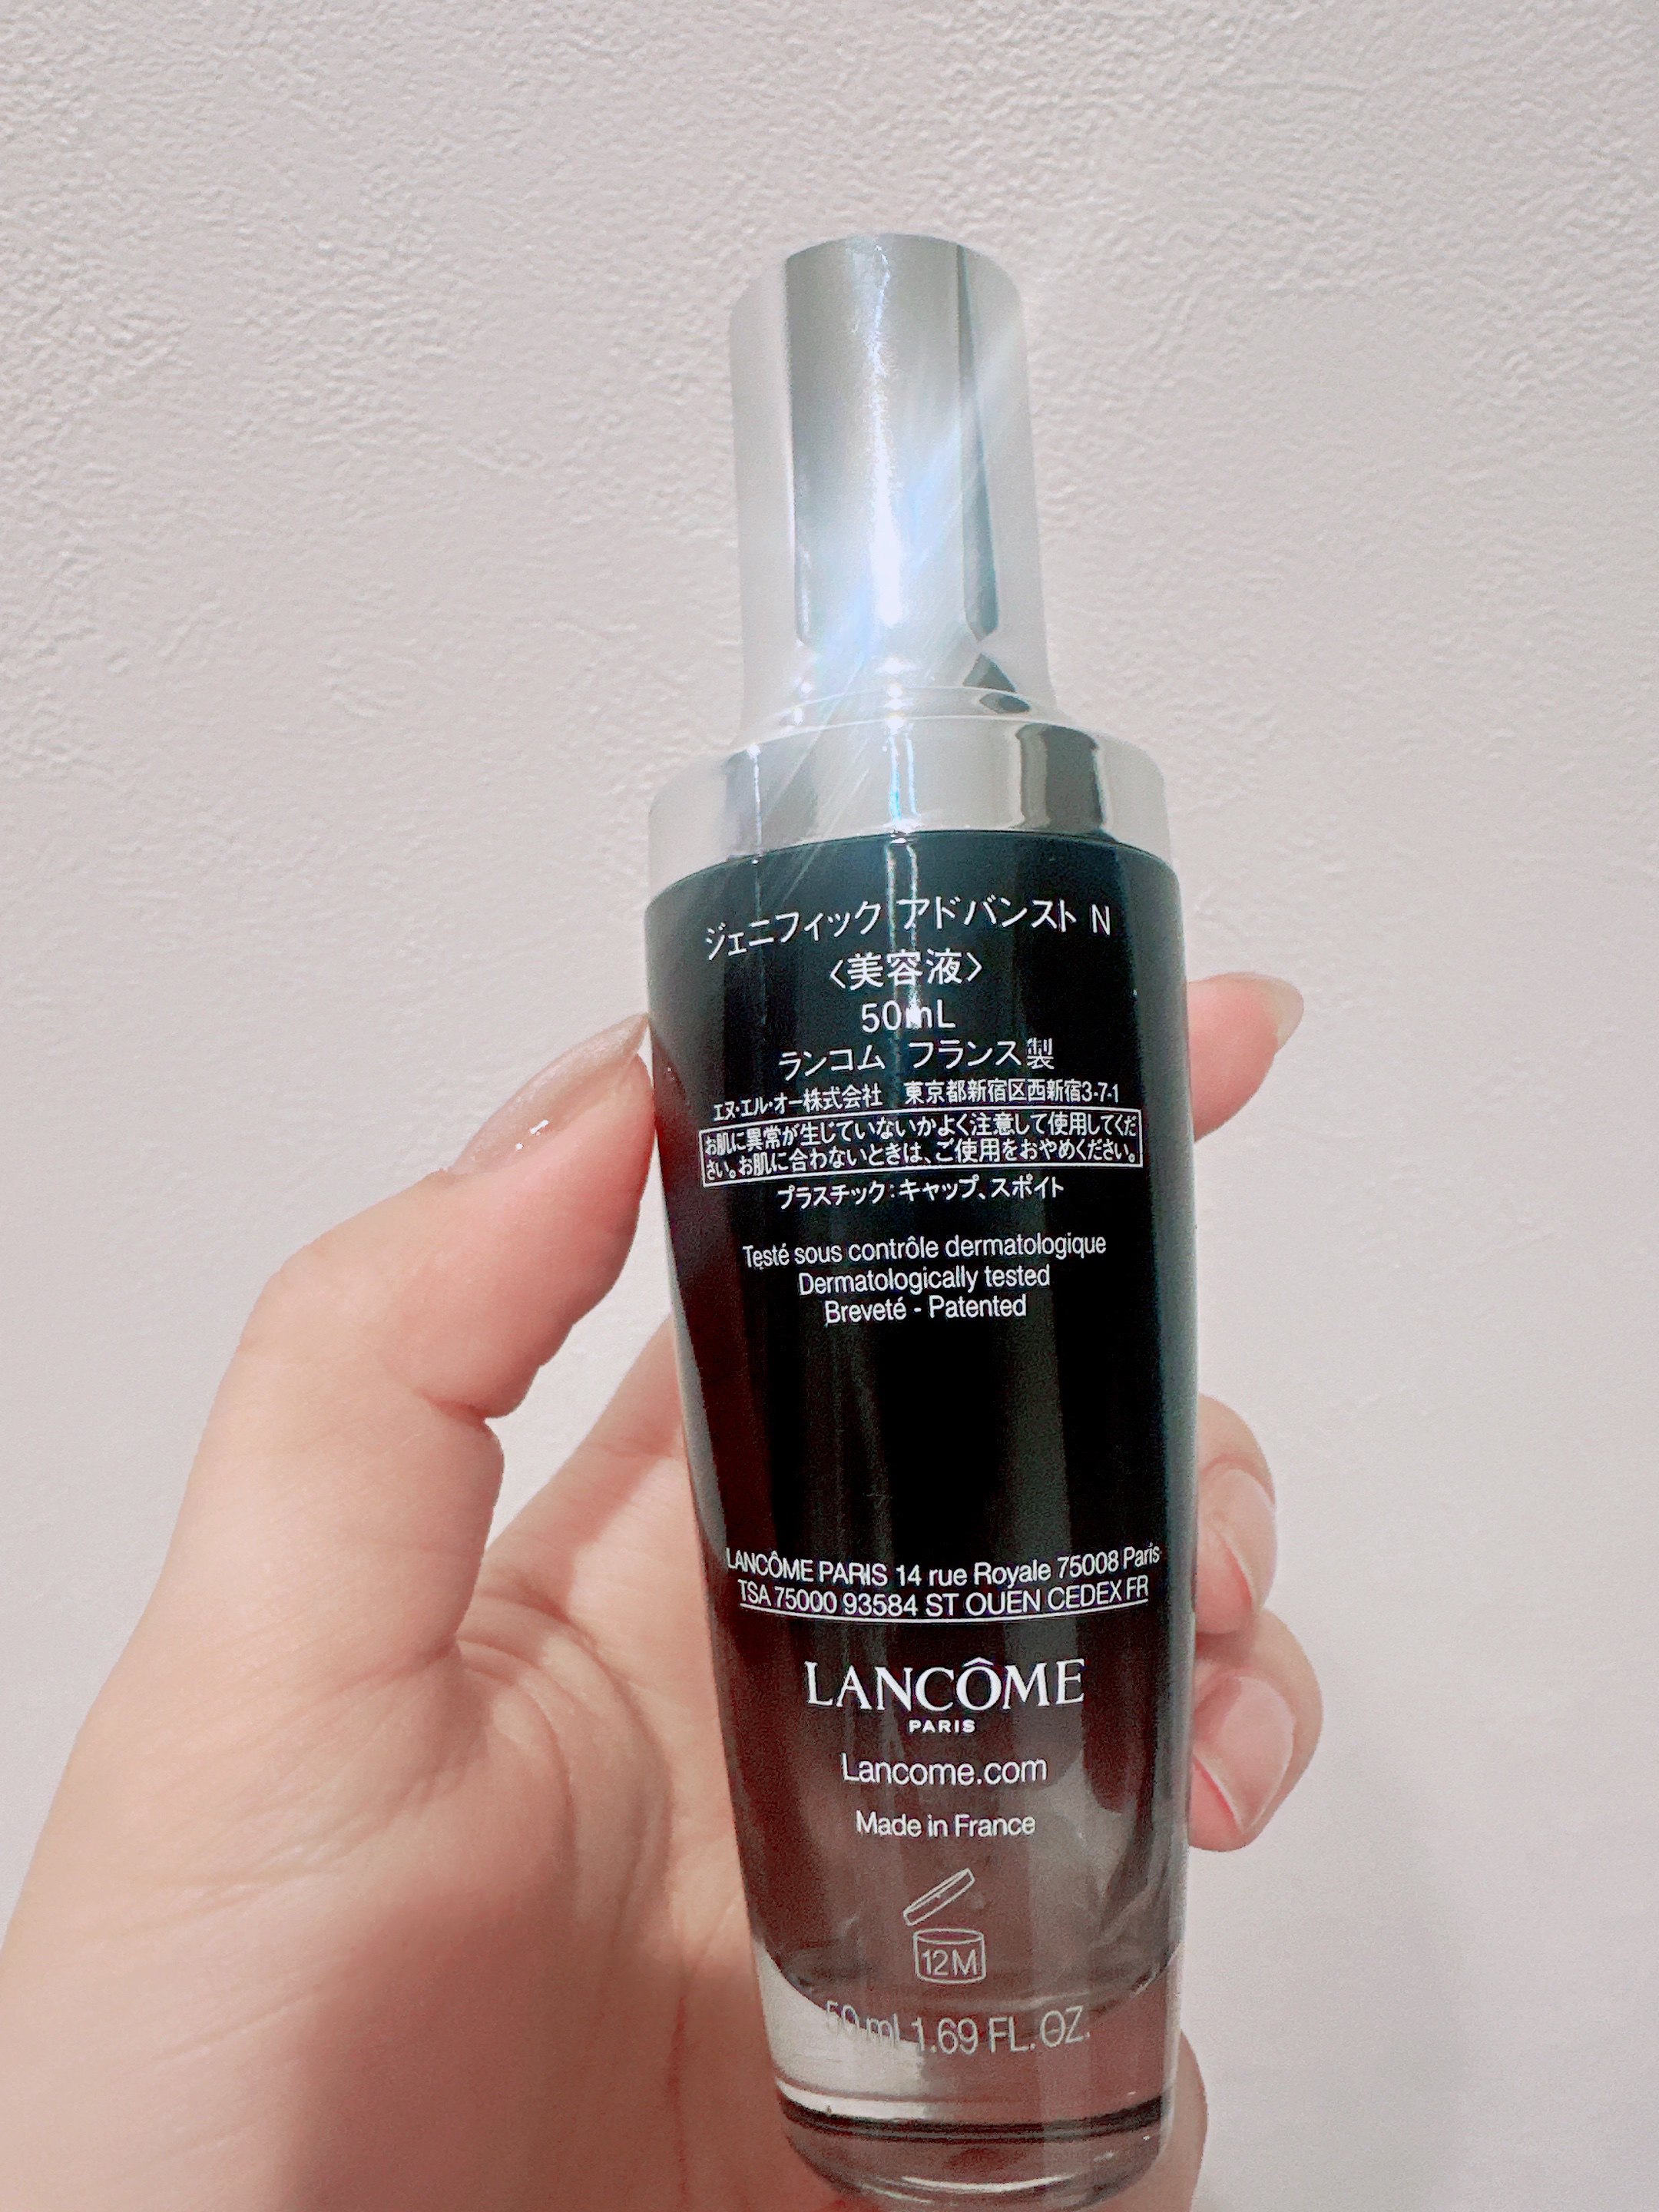 ジェニフィック アドバンスト N
〈美容液〉
50mL
ランコム フランス製
エヌ・エル・オー株式会社 東京都新宿区西新宿3-7-1
お肌に異常が生じていないかよく注意して使用してくだ
さい。お肌に合わないときは、ご使用をおやめください。
プラスチック:キャップ、スポイト
Testé sous contrôle dermatologique
Dermatologically tested
Breveté - Patented
LANCÔME PARIS 14 rue Royale 75008 Paris
TSA 75000 93584 ST OUEN CEDEX FR
LANCÔME
PARIS
Lancome.com
Made in France
12M
50 ml 1.69 FL. OZ.